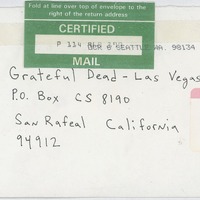 Fold at line over top of envelope to the
right of the return address
CERTIFIED
P 134
SEATTLE WA. 98134
MAIL
Grateful Dead - Las Vegas
P.O. Box CS 8190
San Rafeal California
94912